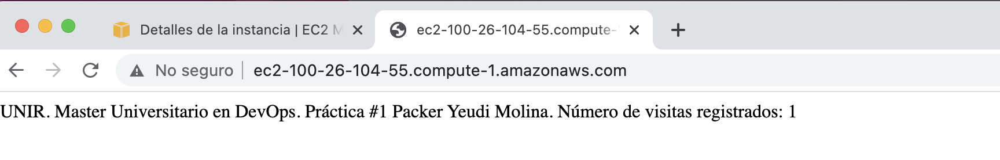 Detalles de la instancia | EC2 M
ec2-100-26-104-55.compute-
No seguro ec2-100-26-104-55.compute-1.amazonaws.com
UNIR. Master Universitario en DevOps. Práctica #1 Packer Yeudi Molina. Número de visitas registrados: 1